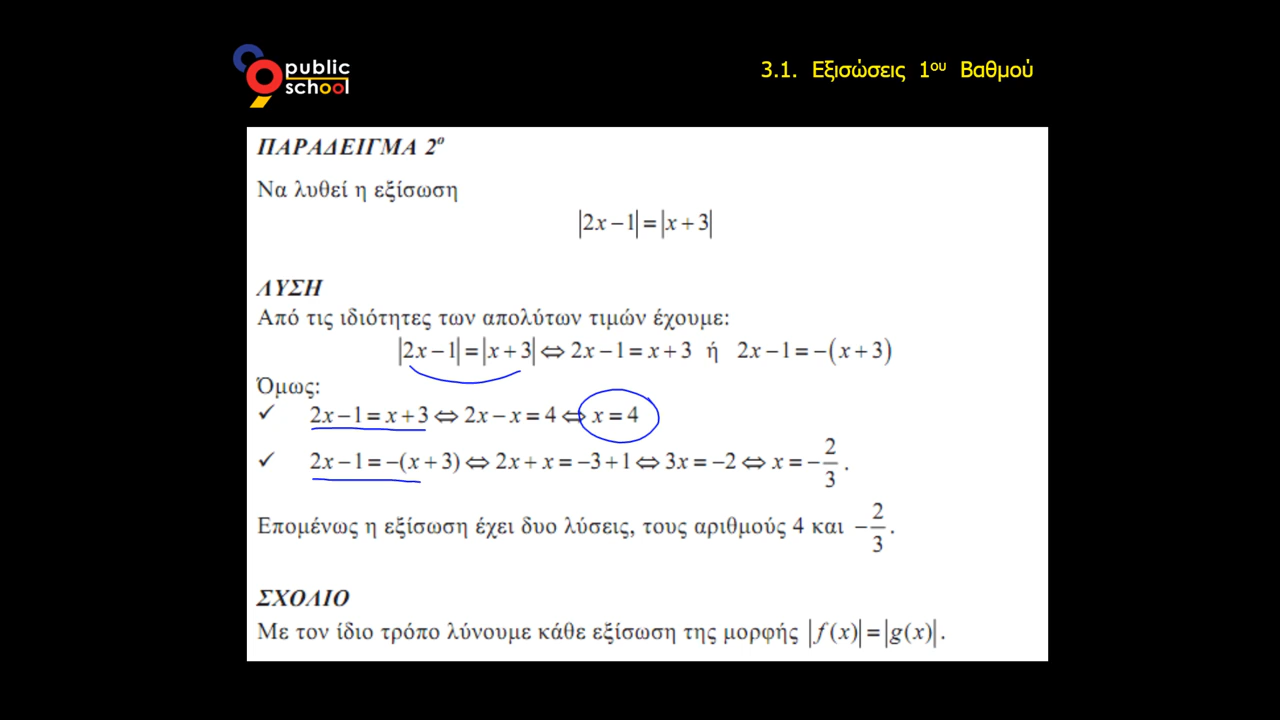 public
school
3.1. Εξισώσεις 1ου Βαθμού
ΠΑΡΑΔΕΙΓΜΑ 2ο
Να λυθεί η εξίσωση
|2x − 1| = |x + 3|
ΛΥΣΗ
Από τις ιδιότητες των απολύτων τιμών έχουμε:
|2x − 1| = |x + 3| ⇔ 2x − 1 = x + 3 ή 2x − 1 = −(x + 3)
Όμως:
✓ 2x − 1 = x + 3 ⇔ 2x − x = 4 ⇔ x = 4
✓ 2x − 1 = −(x + 3) ⇔ 2x + x = −3 + 1 ⇔ 3x = −2 ⇔ x = −2/3.
Επομένως η εξίσωση έχει δυο λύσεις, τους αριθμούς 4 και −2/3.
ΣΧΟΛΙΟ
Με τον ίδιο τρόπο λύνουμε κάθε εξίσωση της μορφής |f(x)| = |g(x)|.